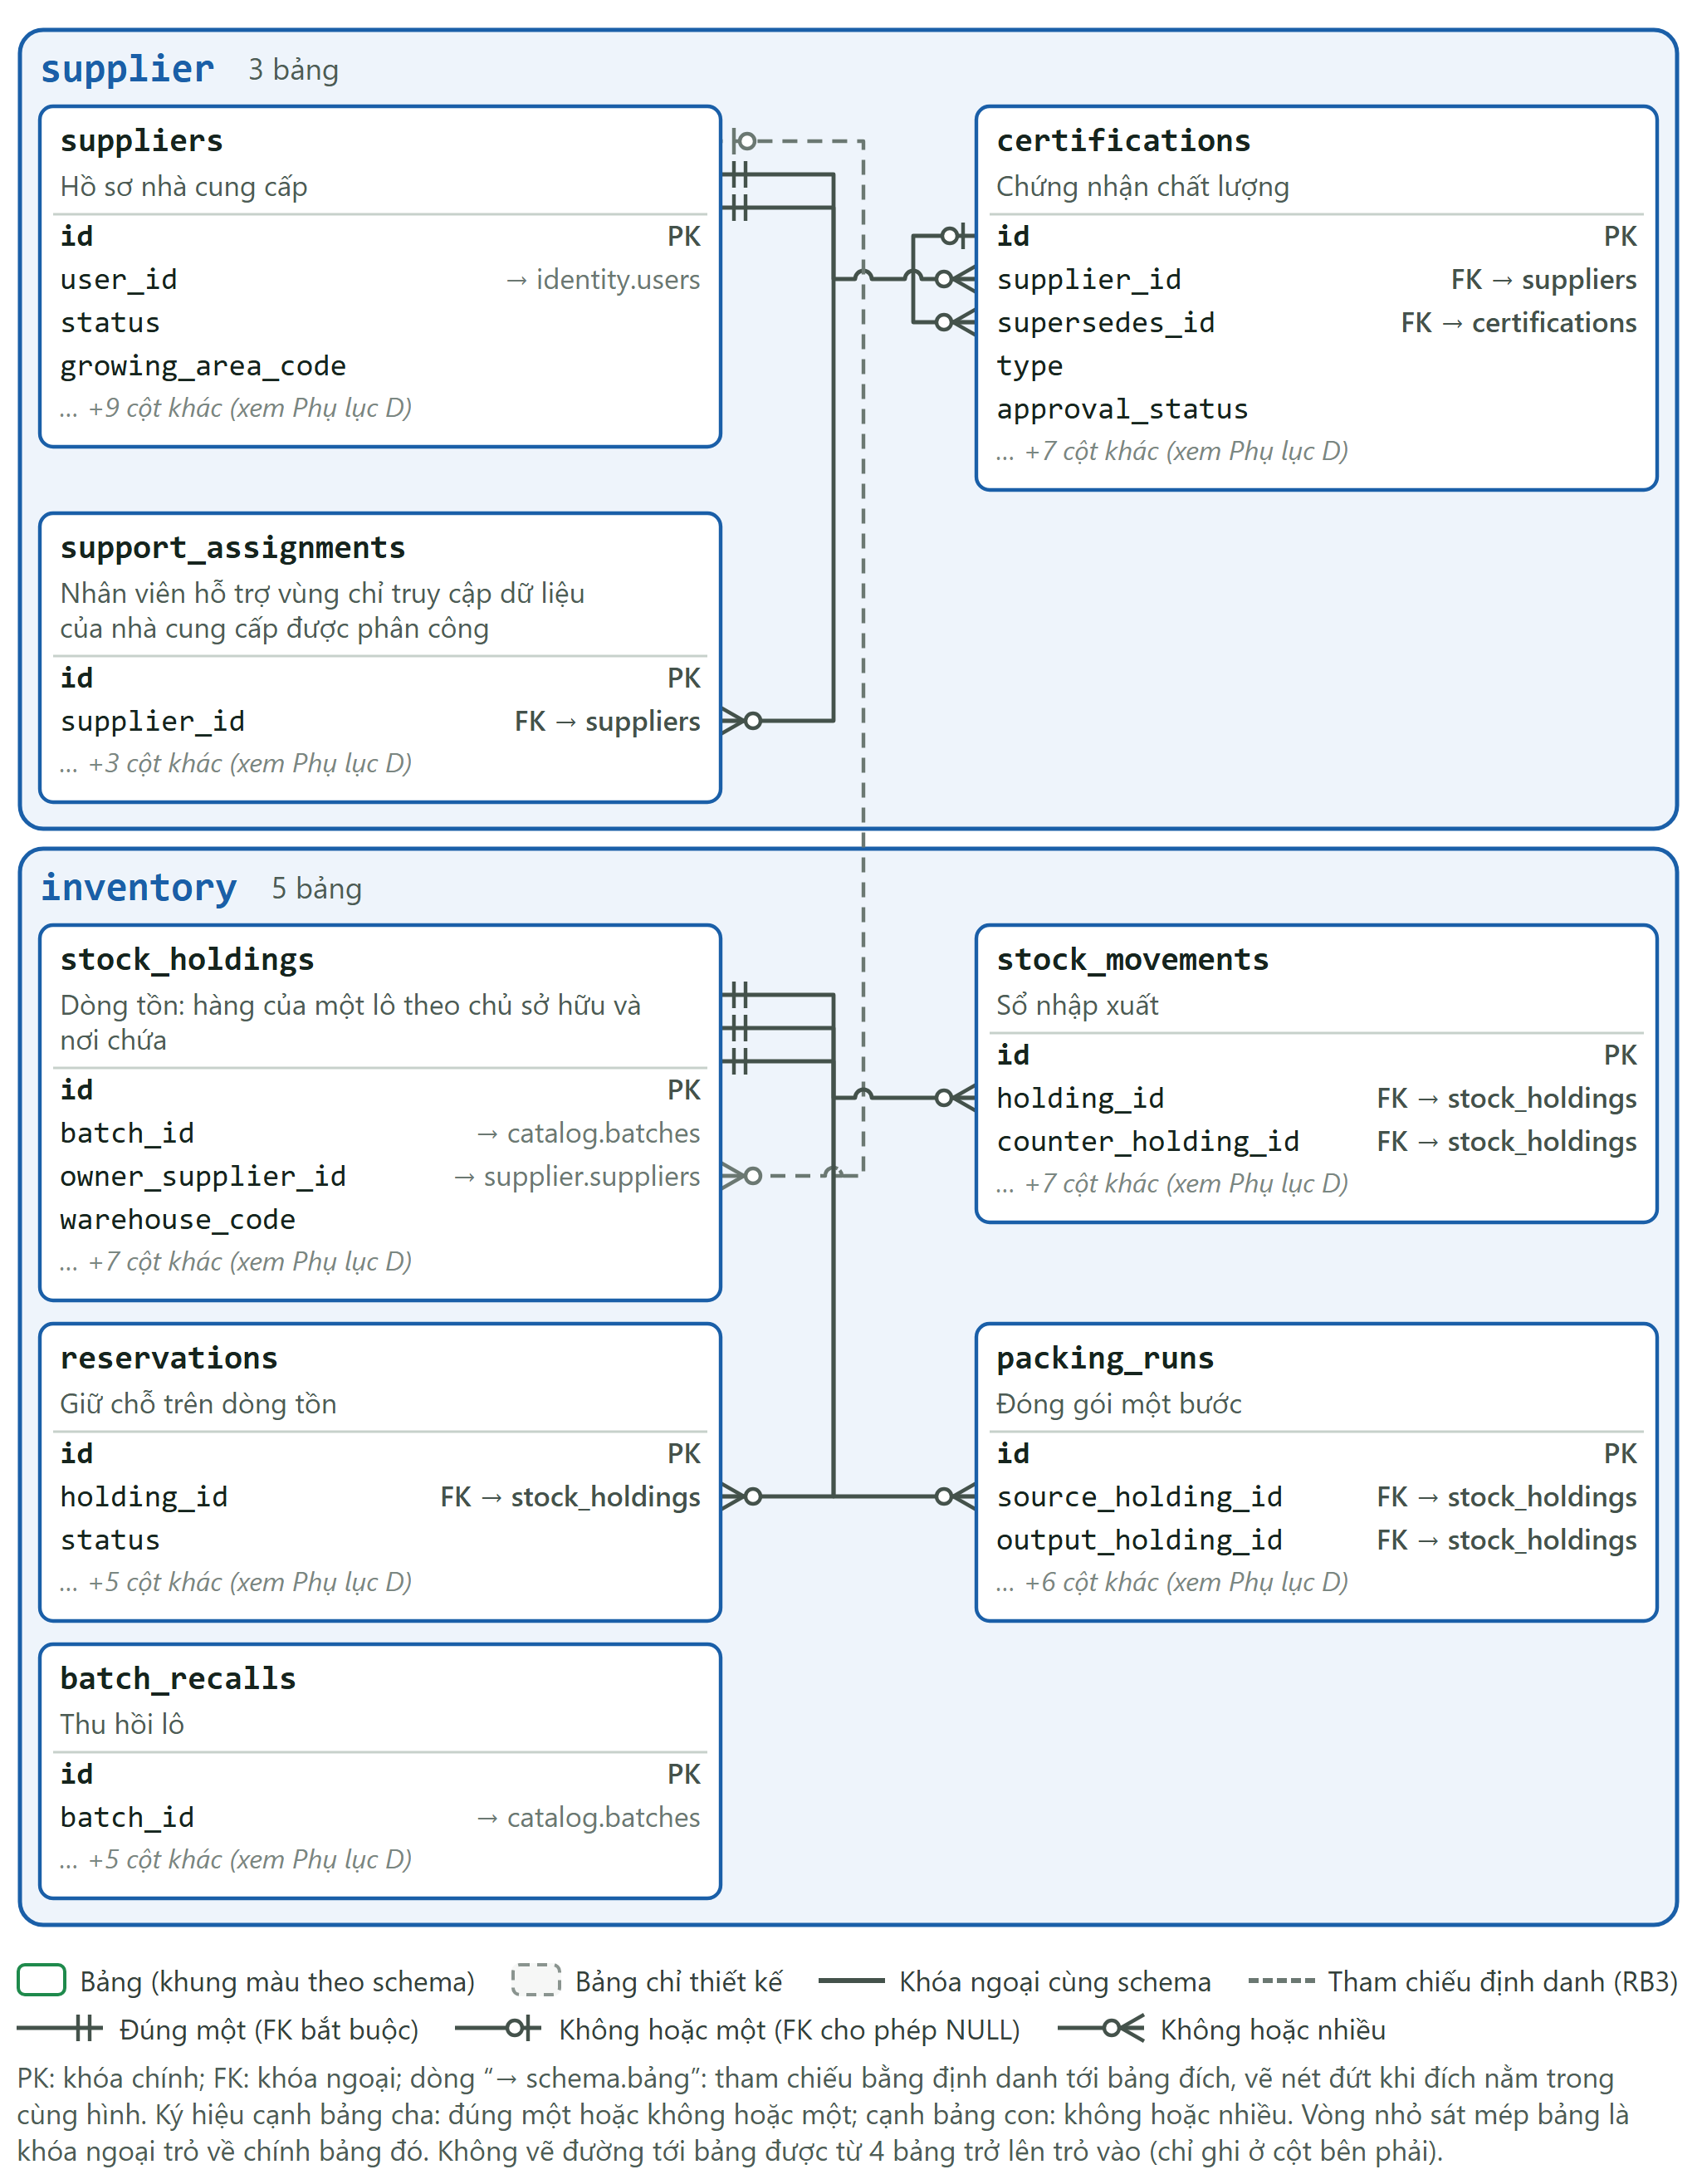 supplier 3 bảng
suppliers
Hồ sơ nhà cung cấp
id PK
user_id → identity.users
status
growing_area_code
... +9 cột khác (xem Phụ lục D)
certifications
Chứng nhận chất lượng
id PK
supplier_id FK → suppliers
supersedes_id FK → certifications
type
approval_status
... +7 cột khác (xem Phụ lục D)
support_assignments
Nhân viên hỗ trợ vùng chỉ truy cập dữ liệu
của nhà cung cấp được phân công
id PK
supplier_id FK → suppliers
... +3 cột khác (xem Phụ lục D)
inventory 5 bảng
stock_holdings
Dòng tồn: hàng của một lô theo chủ sở hữu và
nơi chứa
id PK
batch_id → catalog.batches
owner_supplier_id → supplier.suppliers
warehouse_code
... +7 cột khác (xem Phụ lục D)
stock_movements
Sổ nhập xuất
id PK
holding_id FK → stock_holdings
counter_holding_id FK → stock_holdings
... +7 cột khác (xem Phụ lục D)
reservations
Giữ chỗ trên dòng tồn
id PK
holding_id FK → stock_holdings
status
... +5 cột khác (xem Phụ lục D)
packing_runs
Đóng gói một bước
id PK
source_holding_id FK → stock_holdings
output_holding_id FK → stock_holdings
... +6 cột khác (xem Phụ lục D)
batch_recalls
Thu hồi lô
id PK
batch_id → catalog.batches
... +5 cột khác (xem Phụ lục D)
Bảng (khung màu theo schema) Bảng chỉ thiết kế Khóa ngoại cùng schema Tham chiếu định danh (RB3)
Đúng một (FK bắt buộc) Không hoặc một (FK cho phép NULL) Không hoặc nhiều
PK: khóa chính; FK: khóa ngoại; dòng “→ schema.bảng”: tham chiếu bằng định danh tới bảng đích, vẽ nét đứt khi đích nằm trong
cùng hình. Ký hiệu cạnh bảng cha: đúng một hoặc không hoặc một; cạnh bảng con: không hoặc nhiều. Vòng nhỏ sát mép bảng là
khóa ngoại trỏ về chính bảng đó. Không vẽ đường tới bảng được từ 4 bảng trở lên trỏ vào (chỉ ghi ở cột bên phải).